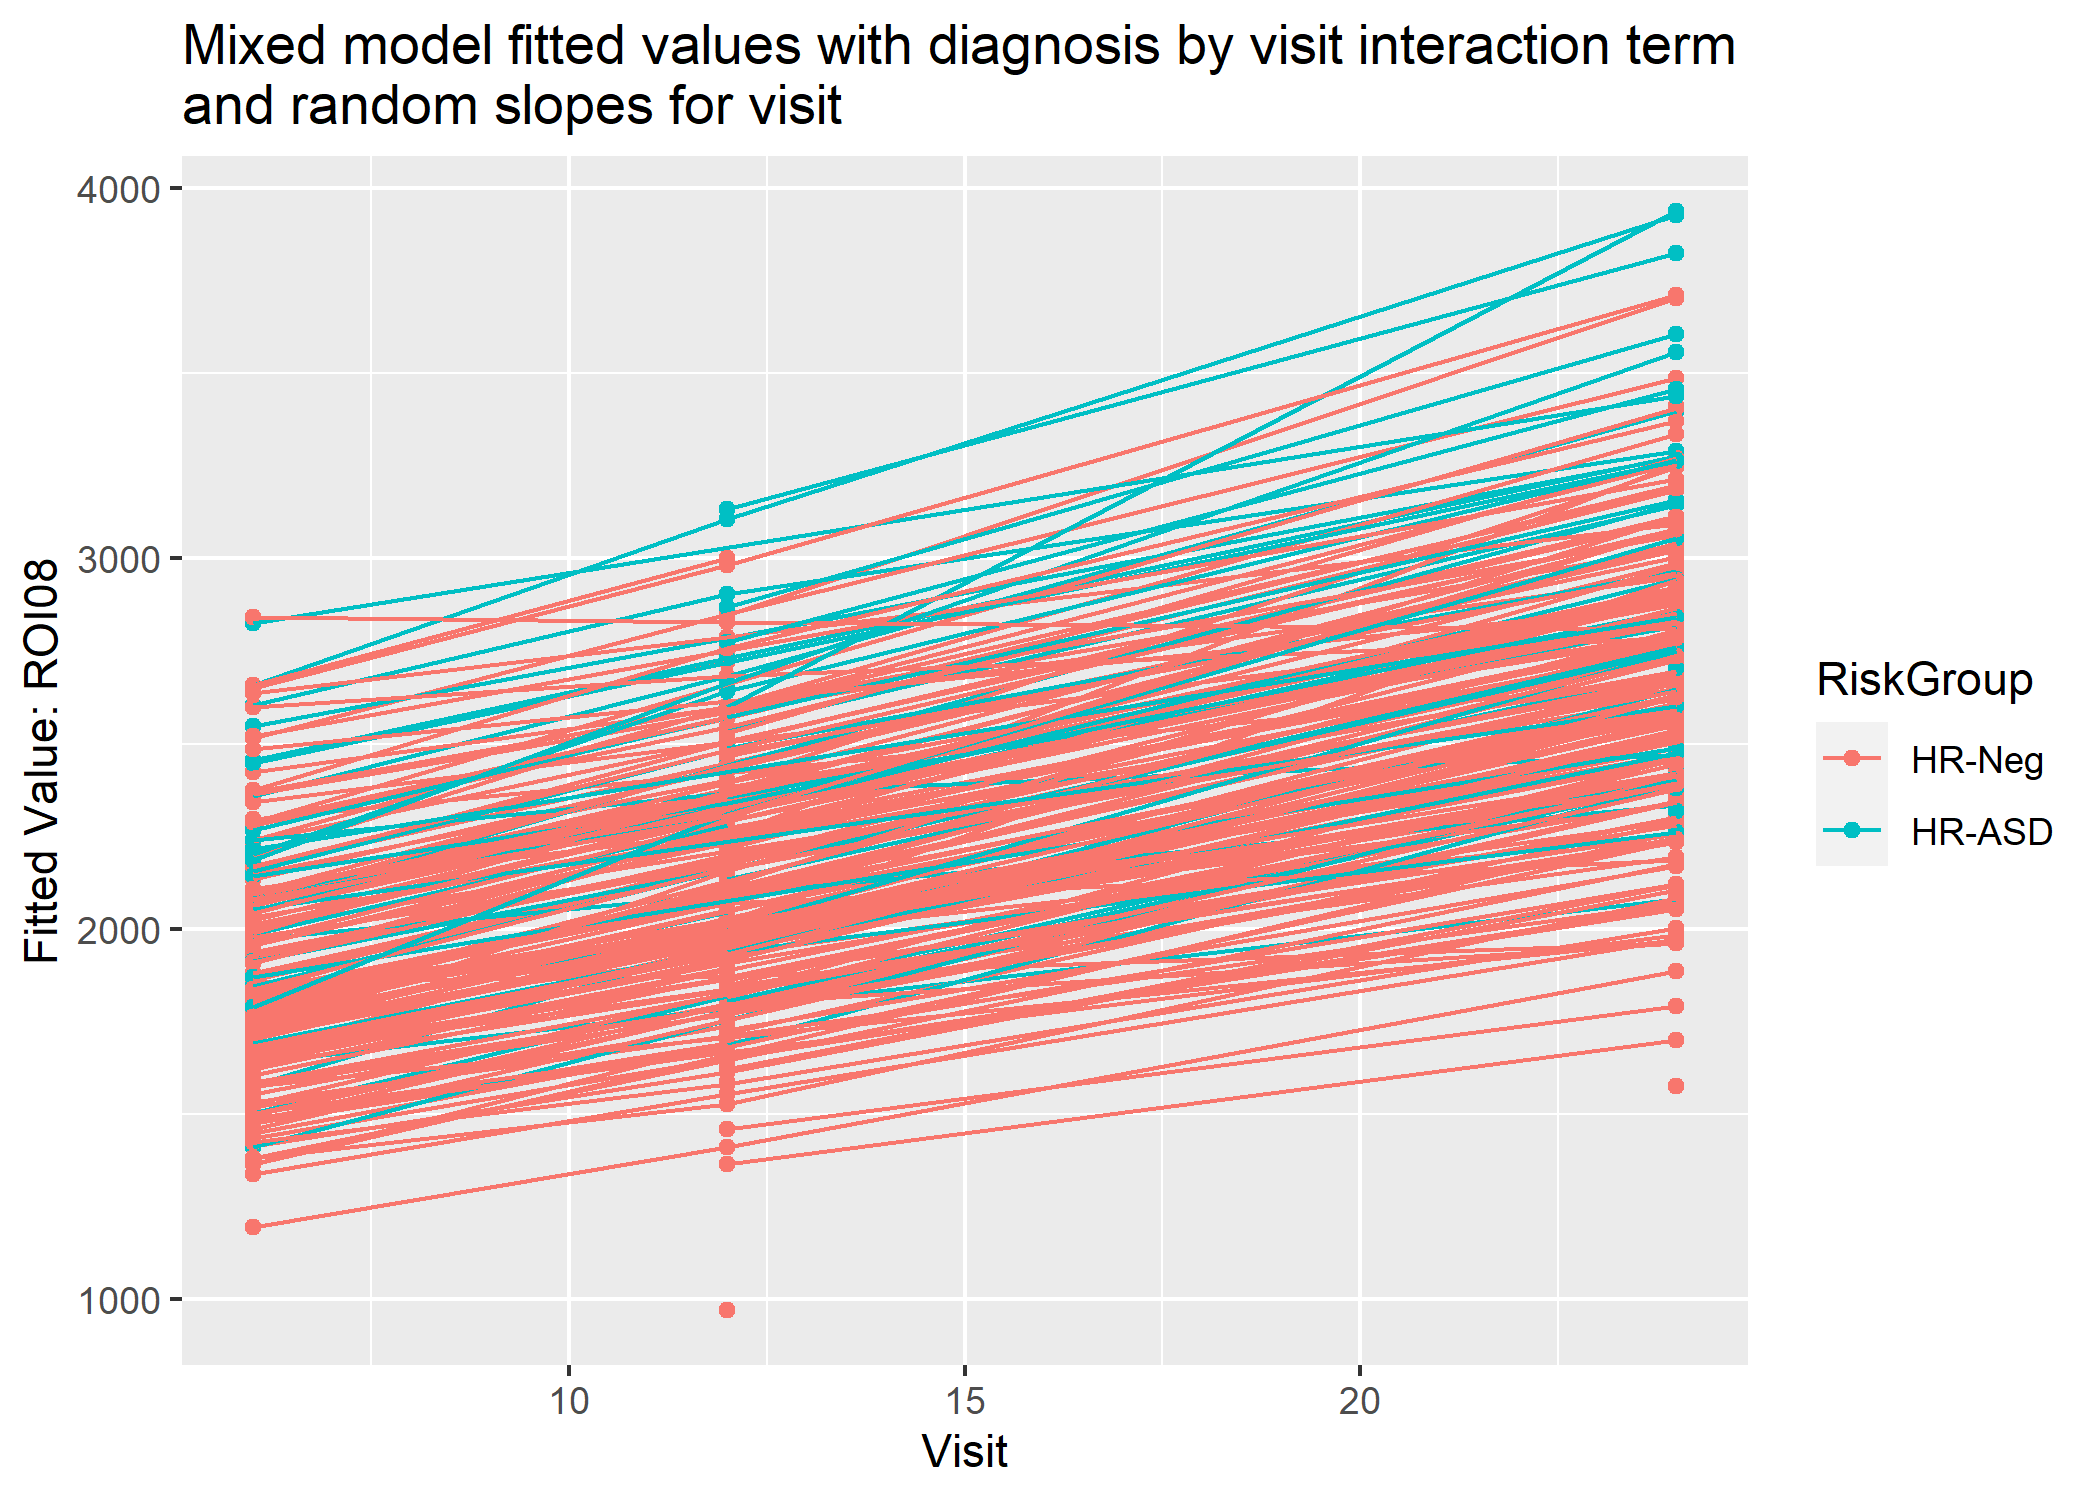 Mixed model fitted values with diagnosis by visit interaction term
and random slopes for visit
4000
3000
2000
1000
Fittted Value: ROI08
10
15
20
Visit
RiskGroup
HR-Neg
HR-ASD